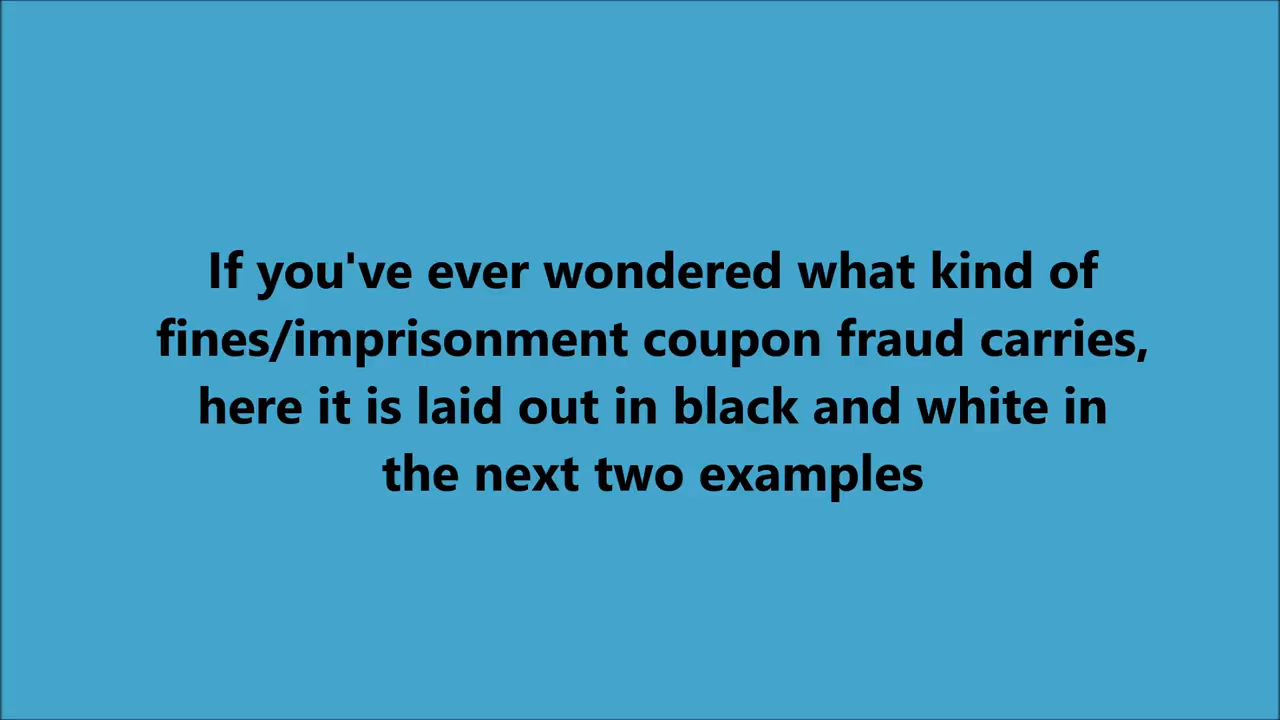 If you've ever wondered what kind of
fines/imprisonment coupon fraud carries,
here it is laid out in black and white in
the next two examples